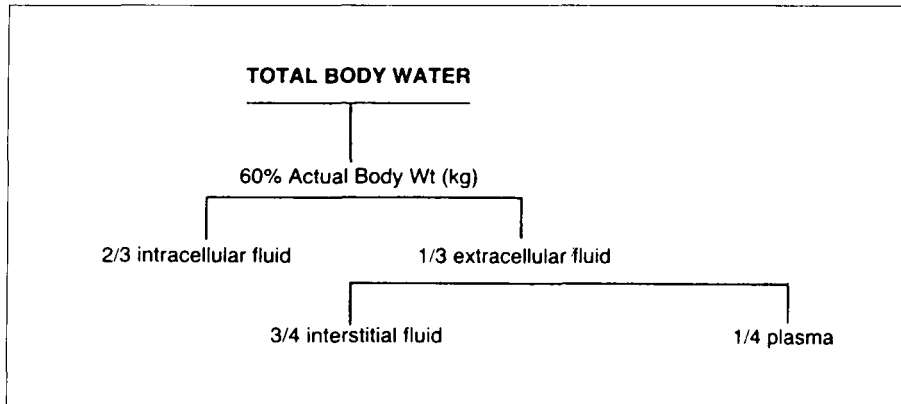 TOTAL BODY WATER
60% Actual Body Wt (kg)
2/3 intracellular fluid 1/3 extracellular fluid
3/4 interstitial fluid 1/4 plasma